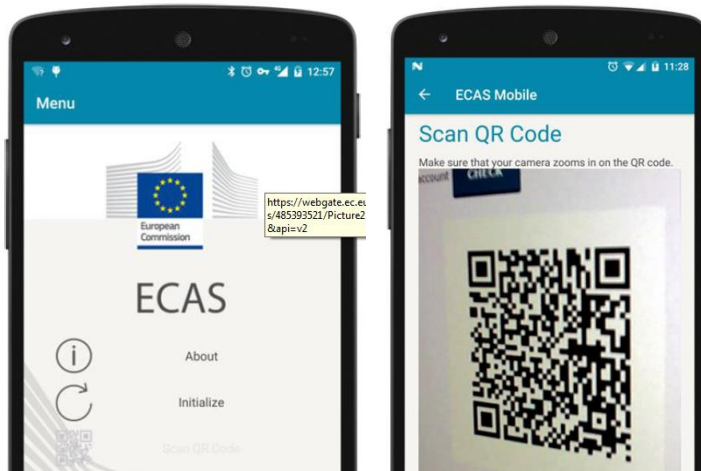 12:57
Menu
European
Commission
https://webgate.ec.eu
s/485393521/Picture2
&api=v2
ECAS
About
Initialize
Scan QR Code
11:28
ECAS Mobile
Scan QR Code
Make sure that your camera zooms in on the QR code.
account
CHECK